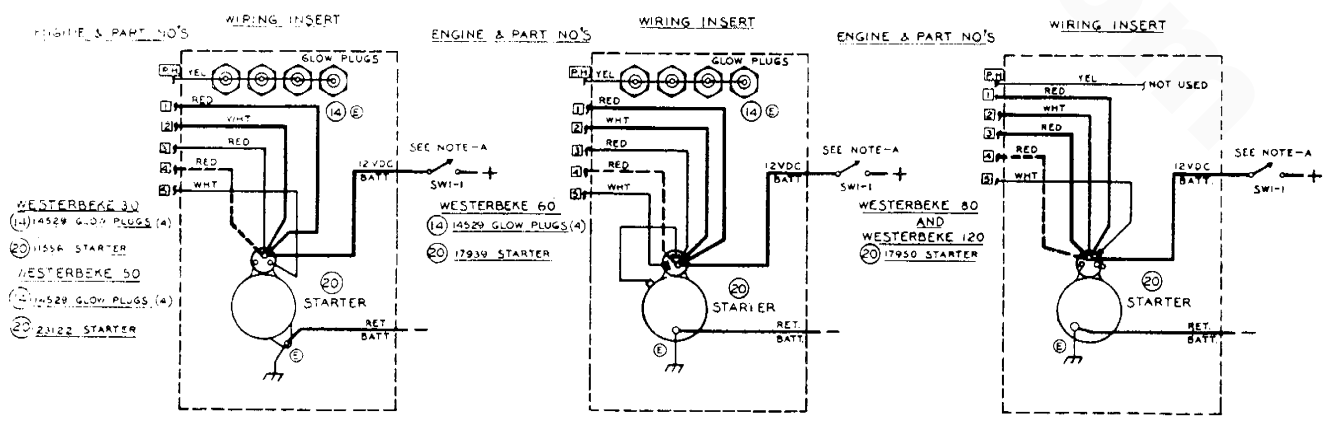 WIRING INSERT
ENGINE & PART NO'S
GLOW PLUGS
P.H
YEL
14 E
1 RED
2 WHT
3 RED
4 RED
5 WHT
12VDC
BATT
SEE NOTE-A
SW1-1
+
WESTERBEKE 30
14 14529 GLOW PLUGS (4)
20 11556 STARTER
WESTERBEKE 50
14 14529 GLOW PLUGS (4)
20 23122 STARTER
20
STARTER
RET
BATT
−
E
WIRING INSERT
ENGINE & PART NO'S
GLOW PLUGS
P.H
YEL
14 E
1 RED
2 WHT
3 RED
4 RED
5 WHT
12VDC
BATT
SEE NOTE-A
SW1-1
+
WESTERBEKE 60
14 14529 GLOW PLUGS (4)
20 17939 STARTER
20
STARTER
RET.
BATT.
−
E
WIRING INSERT
ENGINE & PART NO'S
P.H
YEL
NOT USED
1 RED
2 WHT
3 RED
4 RED
5 WHT
12VDC
BATT.
SEE NOTE-A
SW1-1
+
WESTERBEKE 80
AND
WESTERBEKE 120
20 17950 STARTER
20
STARTER
RET.
BATT.
−
E